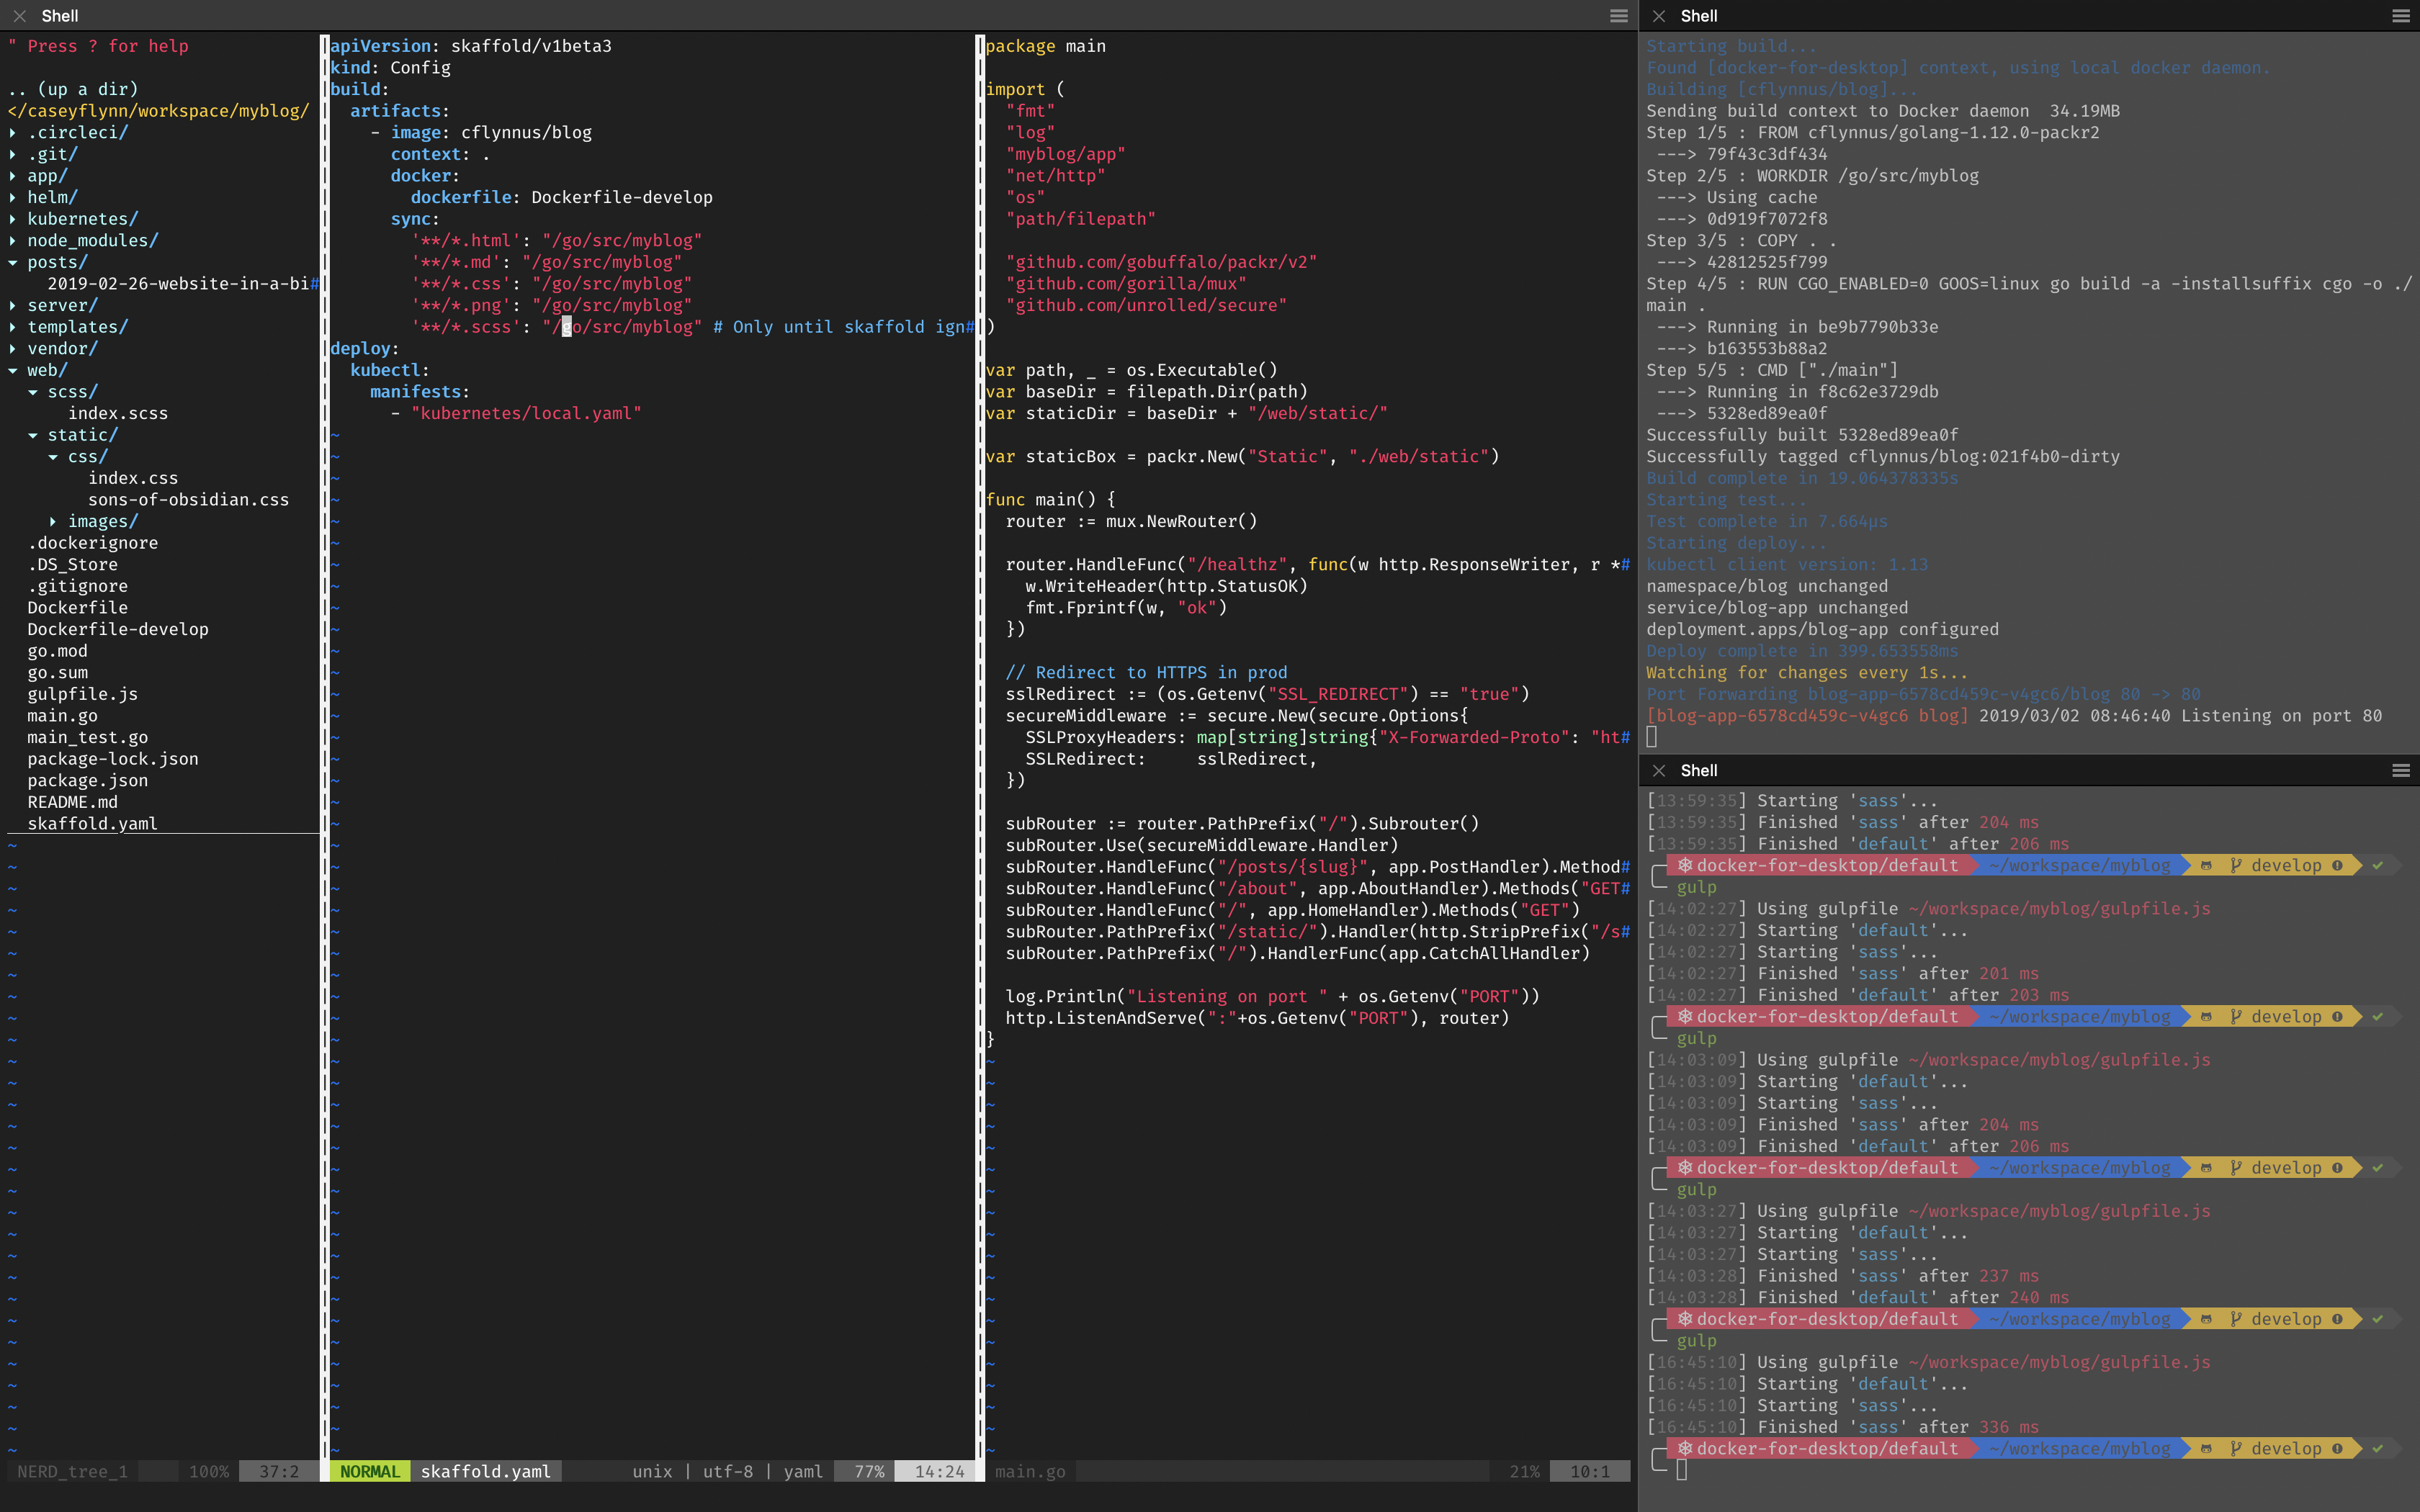 Shell
" Press ? for help
.. (up a dir)
</caseyflynn/workspace/myblog/
▸ .circleci/
▸ .git/
▸ app/
▸ helm/
▸ kubernetes/
▸ node_modules/
▾ posts/
2019-02-26-website-in-a-bi#
▸ server/
▸ templates/
▸ vendor/
▾ web/
▾ scss/
index.scss
▾ static/
▾ css/
index.css
sons-of-obsidian.css
▸ images/
.dockerignore
.DS_Store
.gitignore
Dockerfile
Dockerfile-develop
go.mod
go.sum
gulpfile.js
main.go
main_test.go
package-lock.json
package.json
README.md
skaffold.yaml
NERD_tree_1 100% 37:2
apiVersion: skaffold/v1beta3
kind: Config
build:
  artifacts:
    - image: cflynnus/blog
      context: .
      docker:
        dockerfile: Dockerfile-develop
      sync:
        '**/*.html': "/go/src/myblog"
        '**/*.md': "/go/src/myblog"
        '**/*.css': "/go/src/myblog"
        '**/*.png': "/go/src/myblog"
        '**/*.scss': "/go/src/myblog" # Only until skaffold ign#
deploy:
  kubectl:
    manifests:
      - "kubernetes/local.yaml"
NORMAL skaffold.yaml unix | utf-8 | yaml 77% 14:24
package main
import (
  "fmt"
  "log"
  "myblog/app"
  "net/http"
  "os"
  "path/filepath"
  "github.com/gobuffalo/packr/v2"
  "github.com/gorilla/mux"
  "github.com/unrolled/secure"
)
var path, _ = os.Executable()
var baseDir = filepath.Dir(path)
var staticDir = baseDir + "/web/static/"
var staticBox = packr.New("Static", "./web/static")
func main() {
  router := mux.NewRouter()
  router.HandleFunc("/healthz", func(w http.ResponseWriter, r *#
    w.WriteHeader(http.StatusOK)
    fmt.Fprintf(w, "ok")
  })
  // Redirect to HTTPS in prod
  sslRedirect := (os.Getenv("SSL_REDIRECT") == "true")
  secureMiddleware := secure.New(secure.Options{
    SSLProxyHeaders: map[string]string{"X-Forwarded-Proto": "ht#
    SSLRedirect:     sslRedirect,
  })
  subRouter := router.PathPrefix("/").Subrouter()
  subRouter.Use(secureMiddleware.Handler)
  subRouter.HandleFunc("/posts/{slug}", app.PostHandler).Method#
  subRouter.HandleFunc("/about", app.AboutHandler).Methods("GET#
  subRouter.HandleFunc("/", app.HomeHandler).Methods("GET")
  subRouter.PathPrefix("/static/").Handler(http.StripPrefix("/s#
  subRouter.PathPrefix("/").HandlerFunc(app.CatchAllHandler)
  log.Println("Listening on port " + os.Getenv("PORT"))
  http.ListenAndServe(":"+os.Getenv("PORT"), router)
}
main.go 21% 10:1
Shell
Starting build...
Found [docker-for-desktop] context, using local docker daemon.
Building [cflynnus/blog]...
Sending build context to Docker daemon  34.19MB
Step 1/5 : FROM cflynnus/golang-1.12.0-packr2
 ---> 79f43c3df434
Step 2/5 : WORKDIR /go/src/myblog
 ---> Using cache
 ---> 0d919f7072f8
Step 3/5 : COPY . .
 ---> 42812525f799
Step 4/5 : RUN CGO_ENABLED=0 GOOS=linux go build -a -installsuffix cgo -o ./
main .
 ---> Running in be9b7790b33e
 ---> b163553b88a2
Step 5/5 : CMD ["./main"]
 ---> Running in f8c62e3729db
 ---> 5328ed89ea0f
Successfully built 5328ed89ea0f
Successfully tagged cflynnus/blog:021f4b0-dirty
Build complete in 19.064378335s
Starting test...
Test complete in 7.664µs
Starting deploy...
kubectl client version: 1.13
namespace/blog unchanged
service/blog-app unchanged
deployment.apps/blog-app configured
Deploy complete in 399.653558ms
Watching for changes every 1s...
Port Forwarding blog-app-6578cd459c-v4gc6/blog 80 -> 80
[blog-app-6578cd459c-v4gc6 blog] 2019/03/02 08:46:40 Listening on port 80
Shell
[13:59:35] Starting 'sass'...
[13:59:35] Finished 'sass' after 204 ms
[13:59:35] Finished 'default' after 206 ms
docker-for-desktop/default ~/workspace/myblog develop
gulp
[14:02:27] Using gulpfile ~/workspace/myblog/gulpfile.js
[14:02:27] Starting 'default'...
[14:02:27] Starting 'sass'...
[14:02:27] Finished 'sass' after 201 ms
[14:02:27] Finished 'default' after 203 ms
docker-for-desktop/default ~/workspace/myblog develop
gulp
[14:03:09] Using gulpfile ~/workspace/myblog/gulpfile.js
[14:03:09] Starting 'default'...
[14:03:09] Starting 'sass'...
[14:03:09] Finished 'sass' after 204 ms
[14:03:09] Finished 'default' after 206 ms
docker-for-desktop/default ~/workspace/myblog develop
gulp
[14:03:27] Using gulpfile ~/workspace/myblog/gulpfile.js
[14:03:27] Starting 'default'...
[14:03:27] Starting 'sass'...
[14:03:28] Finished 'sass' after 237 ms
[14:03:28] Finished 'default' after 240 ms
docker-for-desktop/default ~/workspace/myblog develop
gulp
[16:45:10] Using gulpfile ~/workspace/myblog/gulpfile.js
[16:45:10] Starting 'default'...
[16:45:10] Starting 'sass'...
[16:45:10] Finished 'sass' after 336 ms
docker-for-desktop/default ~/workspace/myblog develop